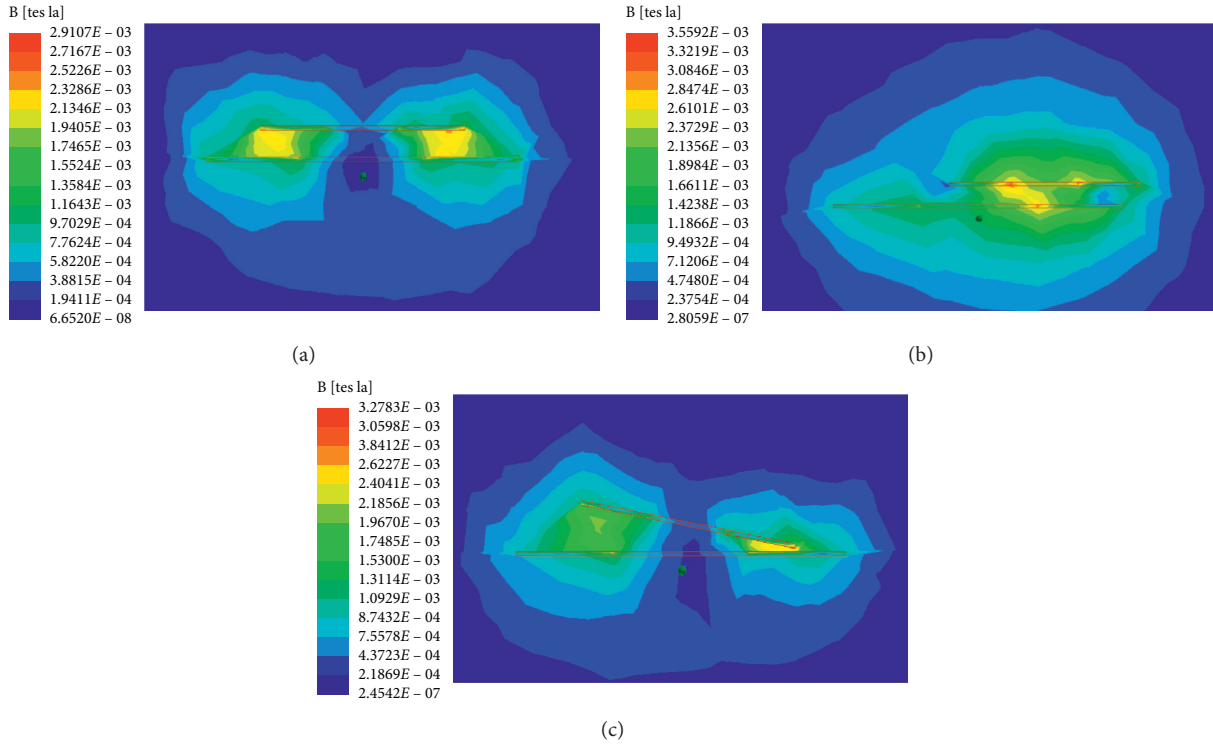 B [tes la]
2.9107E – 03
2.7167E – 03
2.5226E – 03
2.3286E – 03
2.1346E – 03
1.9405E – 03
1.7465E – 03
1.5524E – 03
1.3584E – 03
1.1643E – 03
9.7029E – 04
7.7624E – 04
5.8220E – 04
3.8815E – 04
1.9411E – 04
6.6520E – 08
(a)
B [tes la]
3.5592E – 03
3.3219E – 03
3.0846E – 03
2.8474E – 03
2.6101E – 03
2.3729E – 03
2.1356E – 03
1.8984E – 03
1.6611E – 03
1.4238E – 03
1.1866E – 03
9.4932E – 04
7.1206E – 04
4.7480E – 04
2.3754E – 04
2.8059E – 07
(b)
B [tes la]
3.2783E – 03
3.0598E – 03
3.8412E – 03
2.6227E – 03
2.4041E – 03
2.1856E – 03
1.9670E – 03
1.7485E – 03
1.5300E – 03
1.3114E – 03
1.0929E – 03
8.7432E – 04
7.5578E – 04
4.3723E – 04
2.1869E – 04
2.4542E – 07
(c)